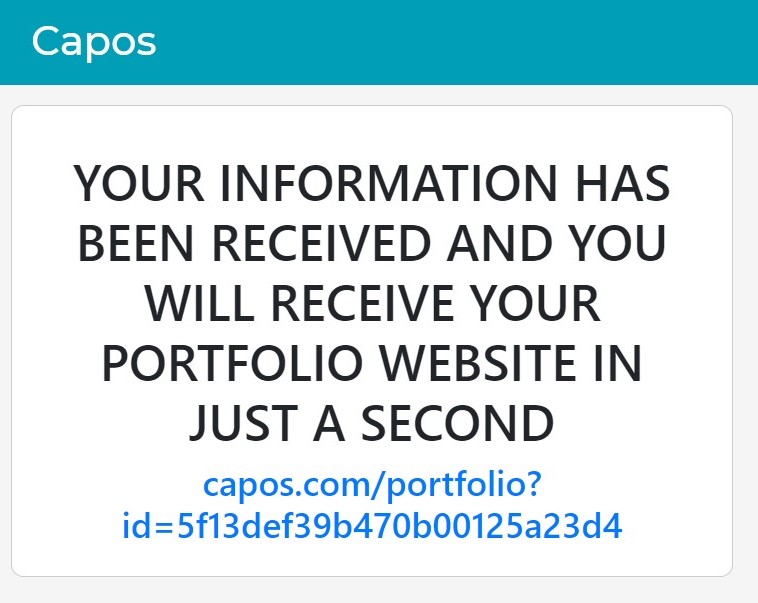 Capos
YOUR INFORMATION HAS
BEEN RECEIVED AND YOU
WILL RECEIVE YOUR
PORTFOLIO WEBSITE IN
JUST A SECOND
capos.com/portfolio?
id=5f13def39b470b00125a23d4